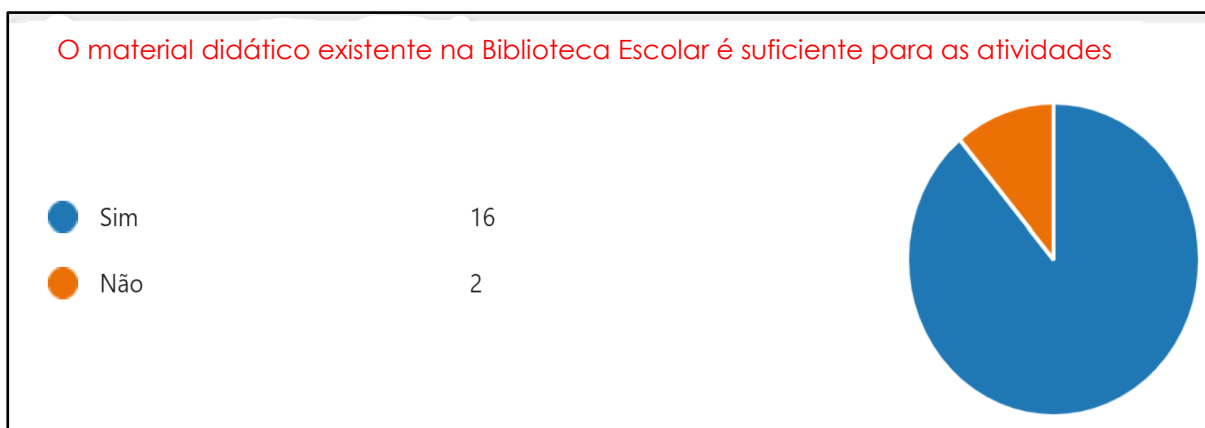 O material didático existente na Biblioteca Escolar é suficiente para as atividades
Sim 16
Não 2